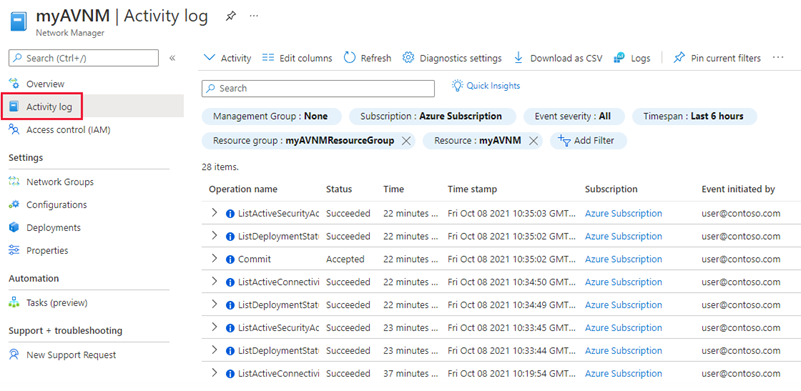 myAVNM | Activity log
Network Manager
Search (Ctrl+/)
Overview
Activity log
Access control (IAM)
Settings
Network Groups
Configurations
Deployments
Properties
Automation
Tasks (preview)
Support + troubleshooting
New Support Request
Activity Edit columns Refresh Diagnostics settings Download as CSV Logs Pin current filters
Search Quick Insights
Management Group : None Subscription : Azure Subscription Event severity : All Timespan : Last 6 hours
Resource group : myAVNMResourceGroup Resource : myAVNM Add Filter
28 items.
Operation name Status Time Time stamp Subscription Event initiated by
ListActiveSecurityAc Succeeded 22 minutes ... Fri Oct 08 2021 10:35:03 GMT... Azure Subscription user@contoso.com
ListDeploymentStat Succeeded 22 minutes ... Fri Oct 08 2021 10:35:02 GMT... Azure Subscription user@contoso.com
Commit Accepted 22 minutes ... Fri Oct 08 2021 10:35:02 GMT... Azure Subscription user@contoso.com
ListActiveConnectivi Succeeded 22 minutes ... Fri Oct 08 2021 10:34:50 GMT... Azure Subscription user@contoso.com
ListDeploymentStat Succeeded 22 minutes ... Fri Oct 08 2021 10:34:49 GMT... Azure Subscription user@contoso.com
ListActiveSecurityAc Succeeded 23 minutes ... Fri Oct 08 2021 10:33:45 GMT... Azure Subscription user@contoso.com
ListDeploymentStat Succeeded 23 minutes ... Fri Oct 08 2021 10:33:44 GMT... Azure Subscription user@contoso.com
ListActiveConnectivi Succeeded 37 minutes ... Fri Oct 08 2021 10:19:54 GMT... Azure Subscription user@contoso.com